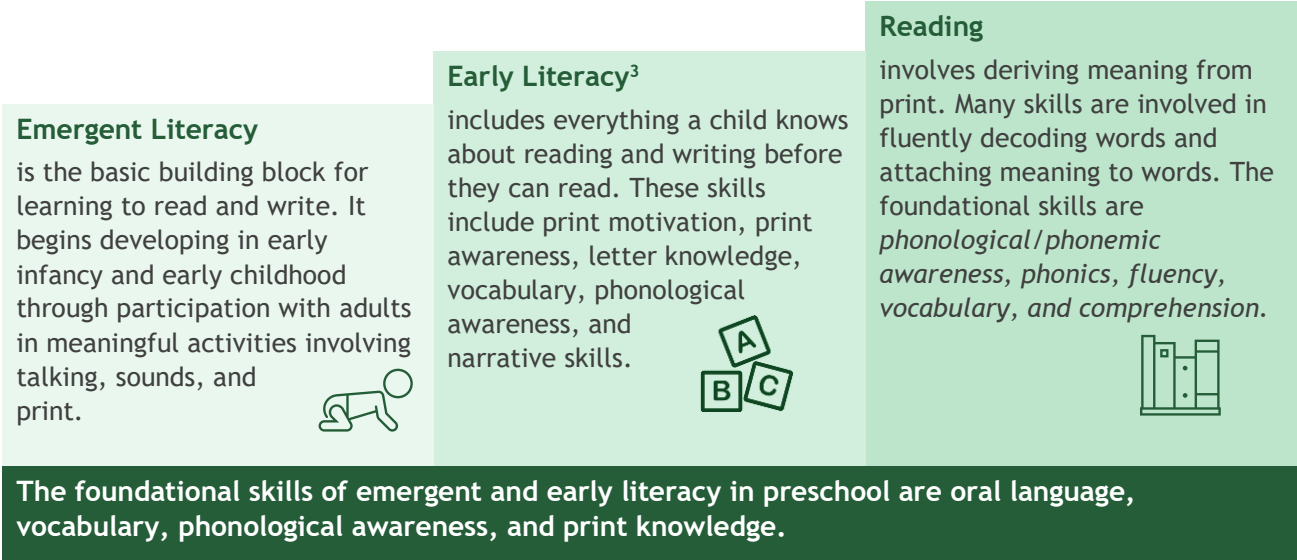 Emergent Literacy
is the basic building block for
learning to read and write. It
begins developing in early
infancy and early childhood
through participation with adults
in meaningful activities involving
talking, sounds, and
print.
Early Literacy³
includes everything a child knows
about reading and writing before
they can read. These skills
include print motivation, print
awareness, letter knowledge,
vocabulary, phonological
awareness, and
narrative skills.
A
B C
Reading
involves deriving meaning from
print. Many skills are involved in
fluently decoding words and
attaching meaning to words. The
foundational skills are
phonological/phonemic
awareness, phonics, fluency,
vocabulary, and comprehension.
The foundational skills of emergent and early literacy in preschool are oral language,
vocabulary, phonological awareness, and print knowledge.